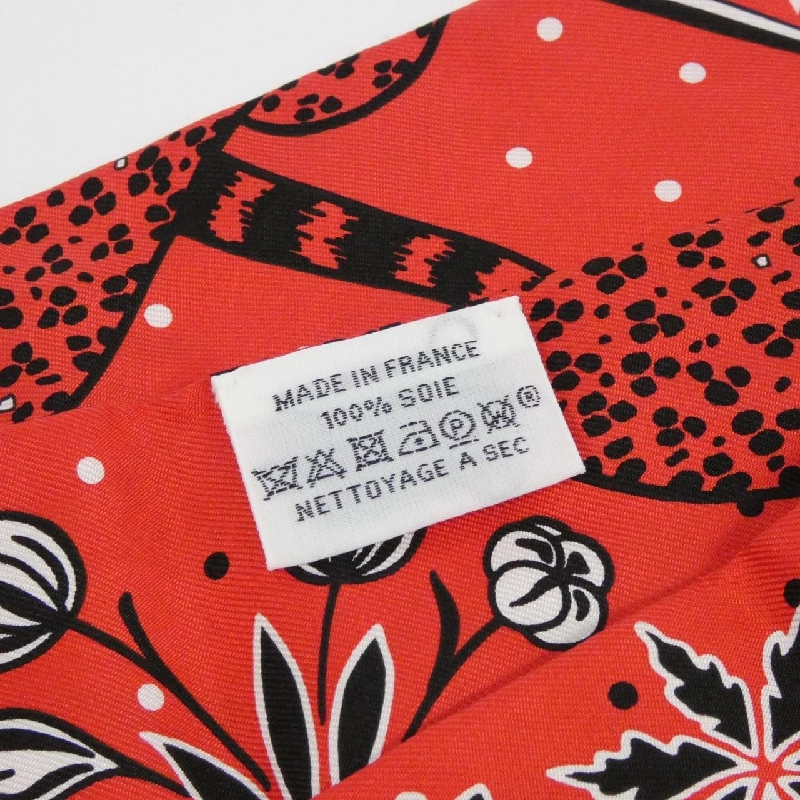 MADE IN FRANCE
100% SOIE
P ®
NETTOYAGE A SEC